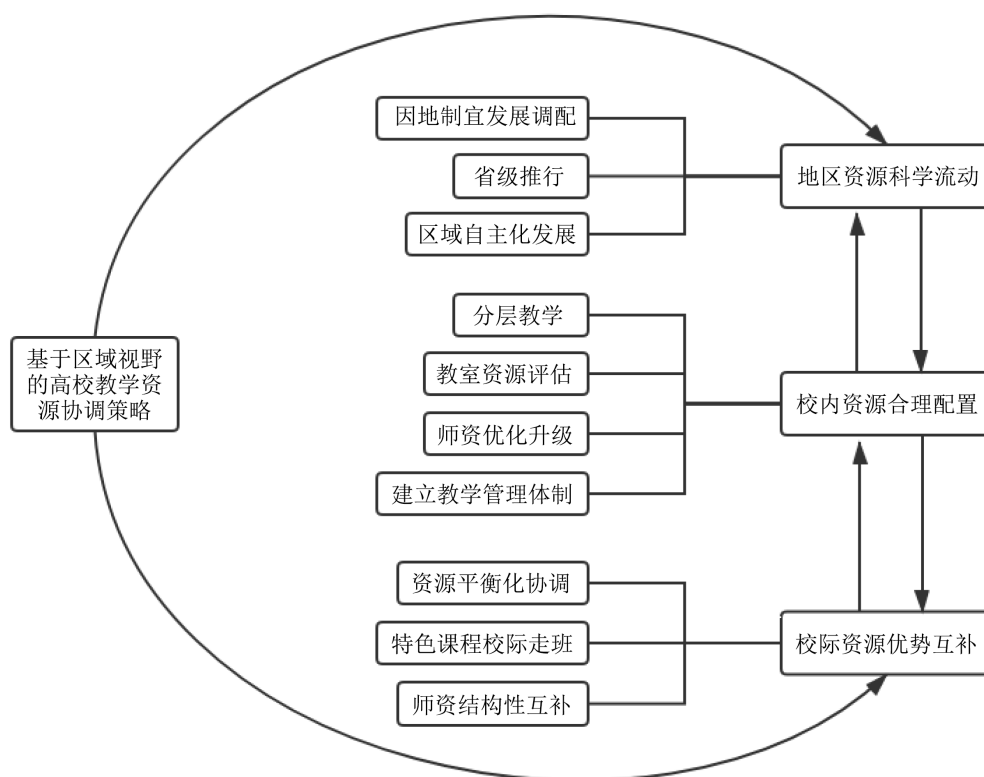 因地制宜发展调配
省级推行
区域自主化发展
地区资源科学流动
分层教学
教室资源评估
师资优化升级
建立教学管理体制
校内资源合理配置
基于区域视野
的高校教学资
源协调策略
资源平衡化协调
特色课程校际走班
师资结构性互补
校际资源优势互补